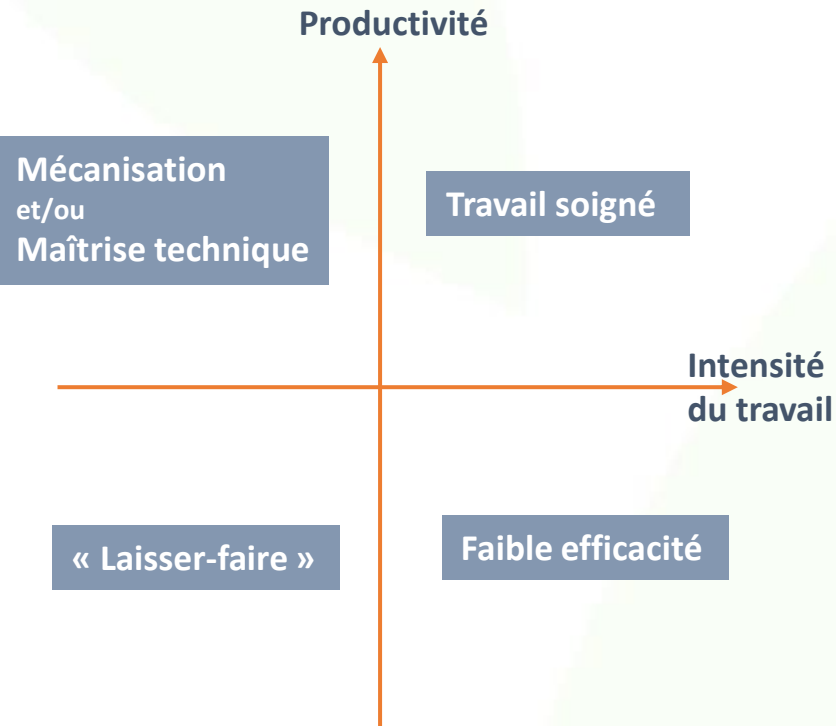 Productivité
Mécanisation
et/ou
Maîtrise technique
Travail soigné
Intensité
du travail
« Laisser-faire »
Faible efficacité